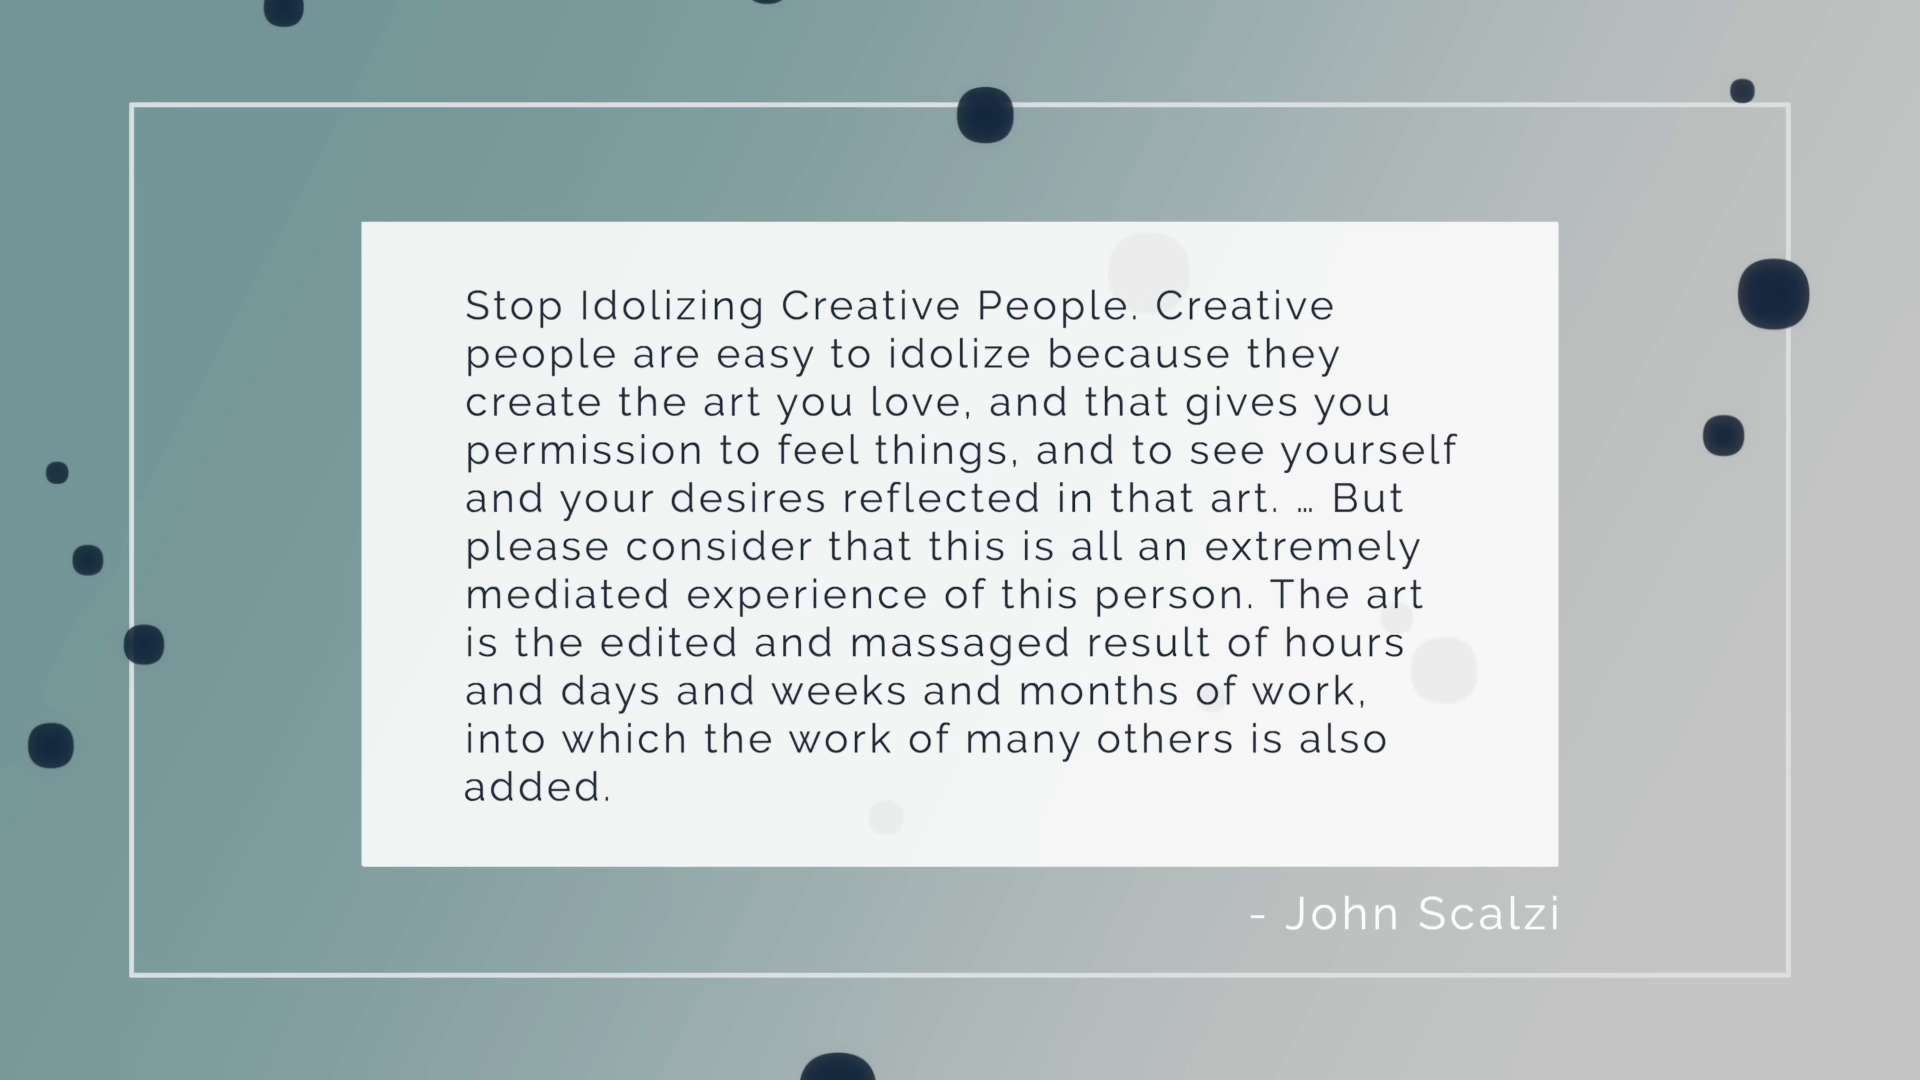 Stop Idolizing Creative People. Creative
people are easy to idolize because they
create the art you love, and that gives you
permission to feel things, and to see yourself
and your desires reflected in that art. … But
please consider that this is all an extremely
mediated experience of this person. The art
is the edited and massaged result of hours
and days and weeks and months of work,
into which the work of many others is also
added.
- John Scalzi